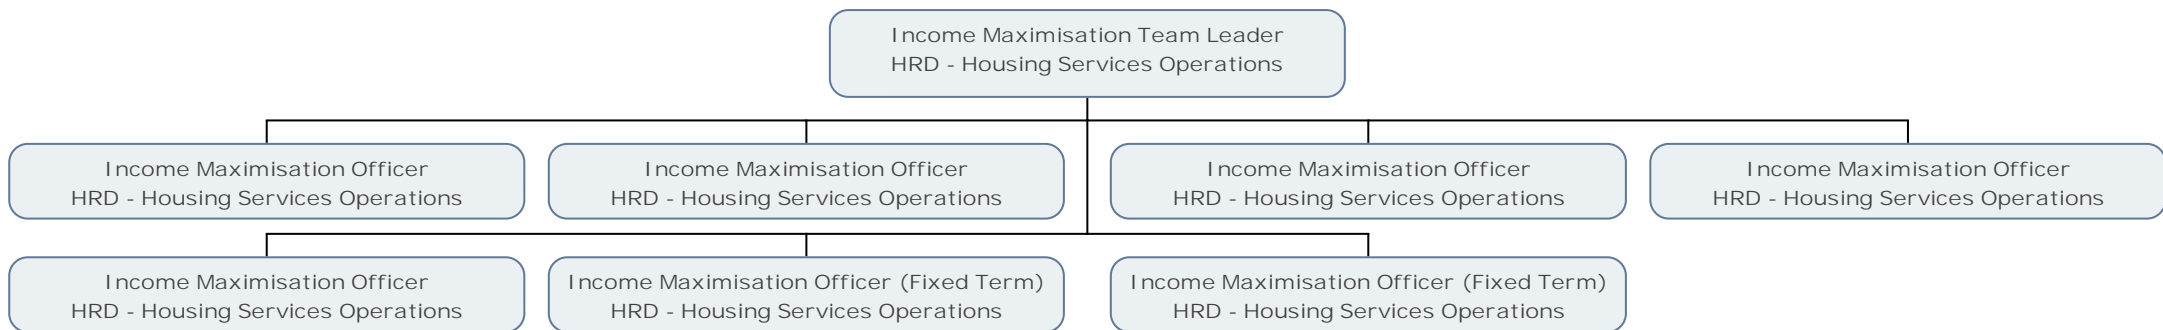 Income Maximisation Team Leader
HRD - Housing Services Operations
Income Maximisation Officer
HRD - Housing Services Operations
Income Maximisation Officer
HRD - Housing Services Operations
Income Maximisation Officer
HRD - Housing Services Operations
Income Maximisation Officer
HRD - Housing Services Operations
Income Maximisation Officer
HRD - Housing Services Operations
Income Maximisation Officer (Fixed Term)
HRD - Housing Services Operations
Income Maximisation Officer (Fixed Term)
HRD - Housing Services Operations